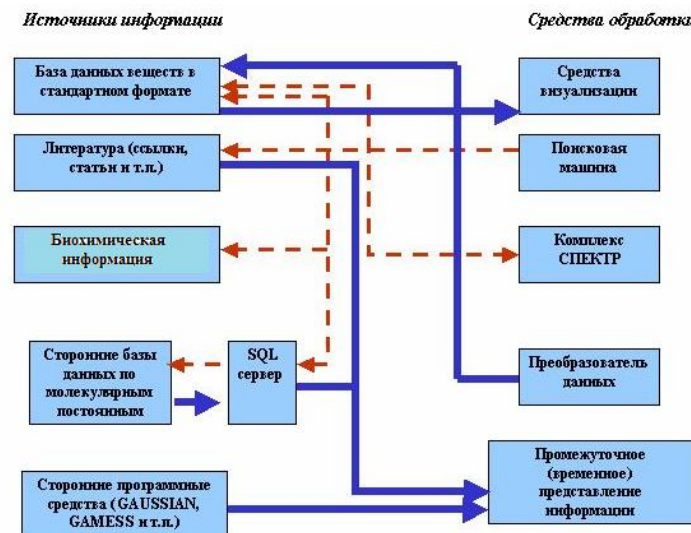 Источники информации
Средства обработки
База данных веществ в
стандартном формате
Средства
визуализации
Литература (ссылки,
статьи и т.п.)
Поисковая
машина
Биохимическая
информация
Комплекс
СПЕКТР
Сторонние базы
данных по
молекулярным
постоянным
SQL
сервер
Преобразователь
данных
Сторонние программные
средства (GAUSSIAN,
GAMESS и т.п.)
Промежуточное
(временное)
представление
информации